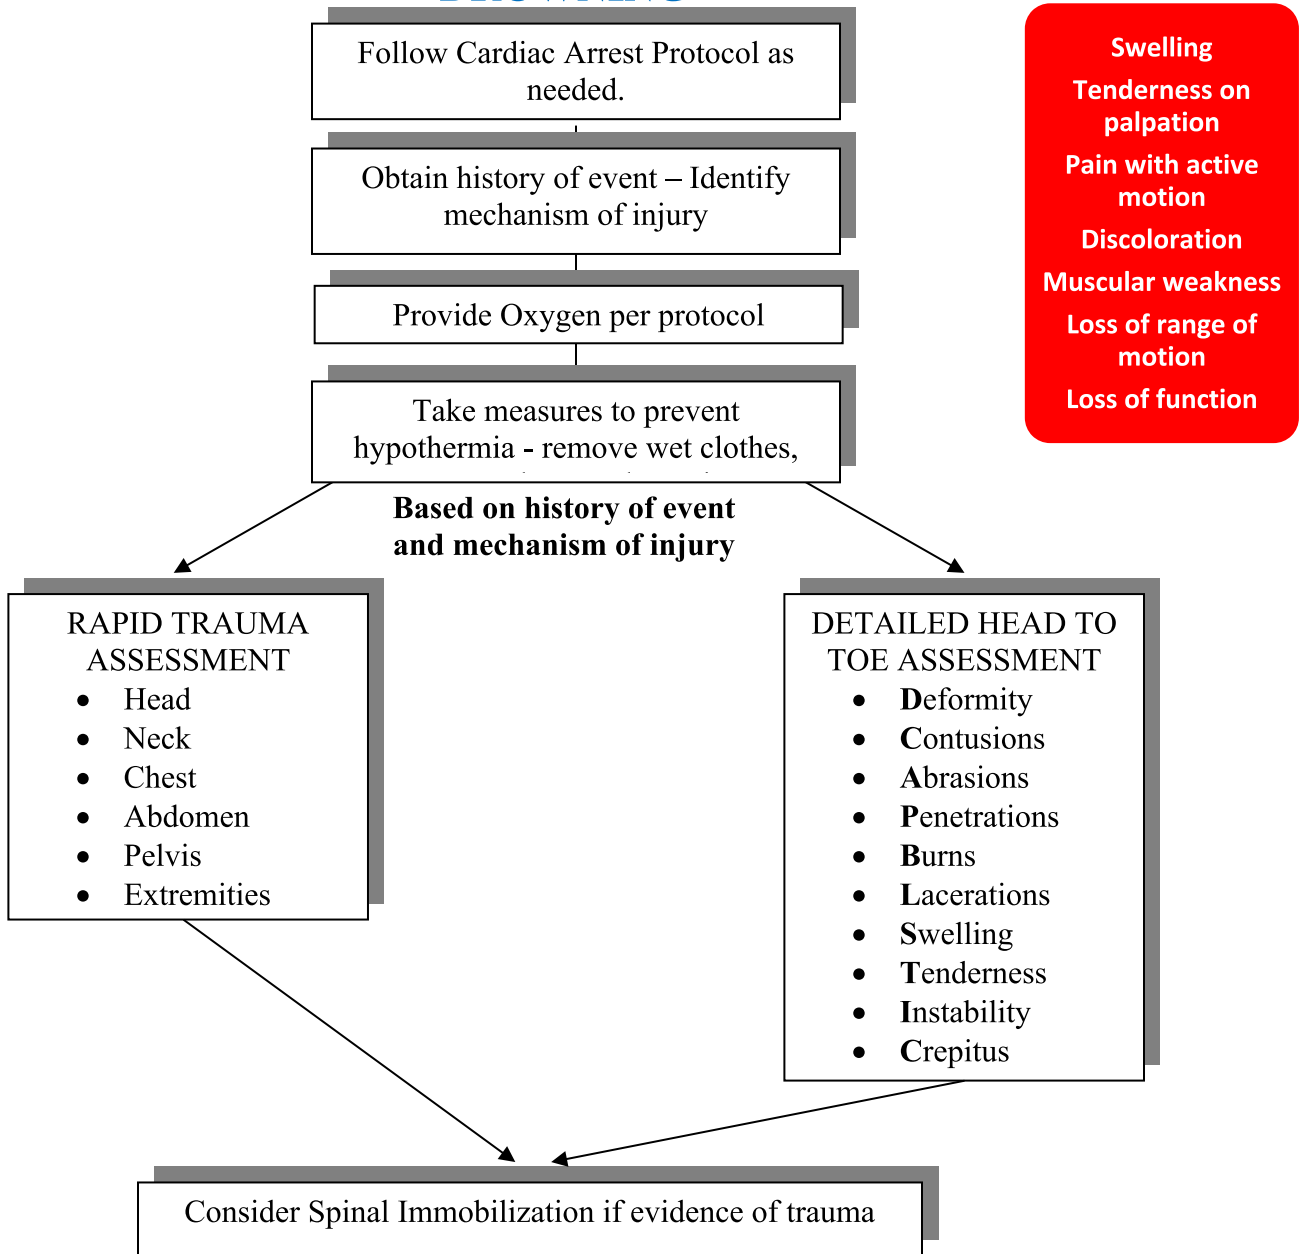 Follow Cardiac Arrest Protocol as
needed.
Obtain history of event – Identify
mechanism of injury
Provide Oxygen per protocol
Take measures to prevent
hypothermia - remove wet clothes,
Based on history of event
and mechanism of injury
RAPID TRAUMA
ASSESSMENT
• Head
• Neck
• Chest
• Abdomen
• Pelvis
• Extremities
DETAILED HEAD TO
TOE ASSESSMENT
• Deformity
• Contusions
• Abrasions
• Penetrations
• Burns
• Lacerations
• Swelling
• Tenderness
• Instability
• Crepitus
Consider Spinal Immobilization if evidence of trauma
Swelling
Tenderness on
palpation
Pain with active
motion
Discoloration
Muscular weakness
Loss of range of
motion
Loss of function